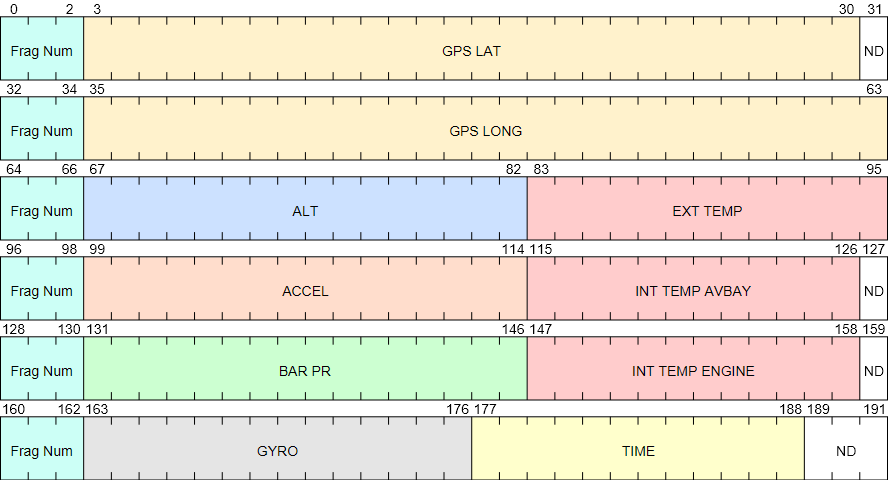 0 2 3 30 31
Frag Num GPS LAT ND
32 34 35 63
Frag Num GPS LONG
64 66 67 82 83 95
Frag Num ALT EXT TEMP
96 98 99 114 115 126 127
Frag Num ACCEL INT TEMP AVBAY ND
128 130 131 146 147 158 159
Frag Num BAR PR INT TEMP ENGINE ND
160 162 163 176 177 188 189 191
Frag Num GYRO TIME ND